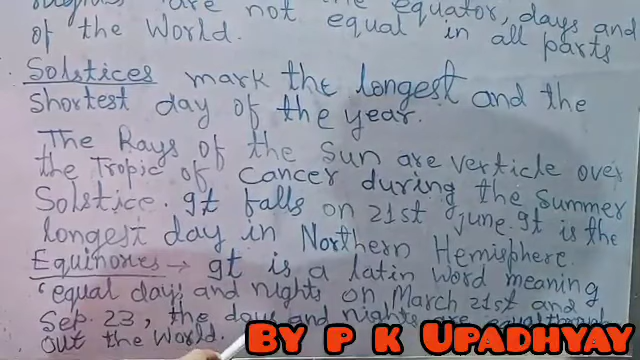 are not the equator, days and
of the World. equal in all parts
Solstices mark the longest and the
shortest day of the year.
The Rays of the Sun are verticle over
the Tropic of Cancer during the Summer
Solstice. It falls on 21st June. It is the
longest day in Northern Hemisphere.
Equinoxes → It is a latin word meaning
'equal days and nights on March 21st and
Sep. 23, the days and nights are equal
out the World.
BY P K UPADHYAY